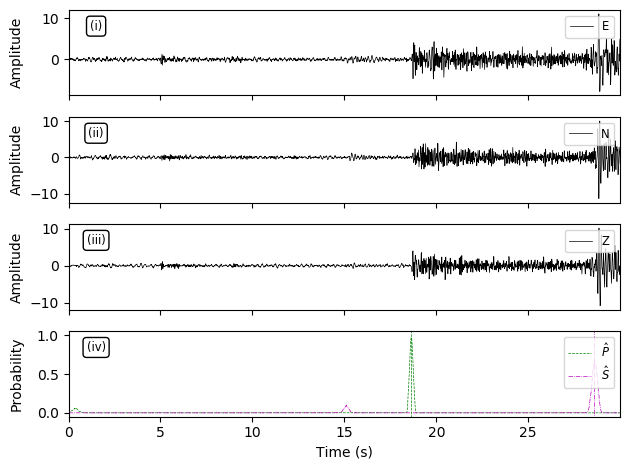 (i)
E
10
0
Amplitude
(ii)
N
10
0
−10
Amplitude
(iii)
Z
10
0
−10
Amplitude
(iv)
P̂
Ŝ
1.0
0.5
0.0
Probability
0 5 10 15 20 25
Time (s)